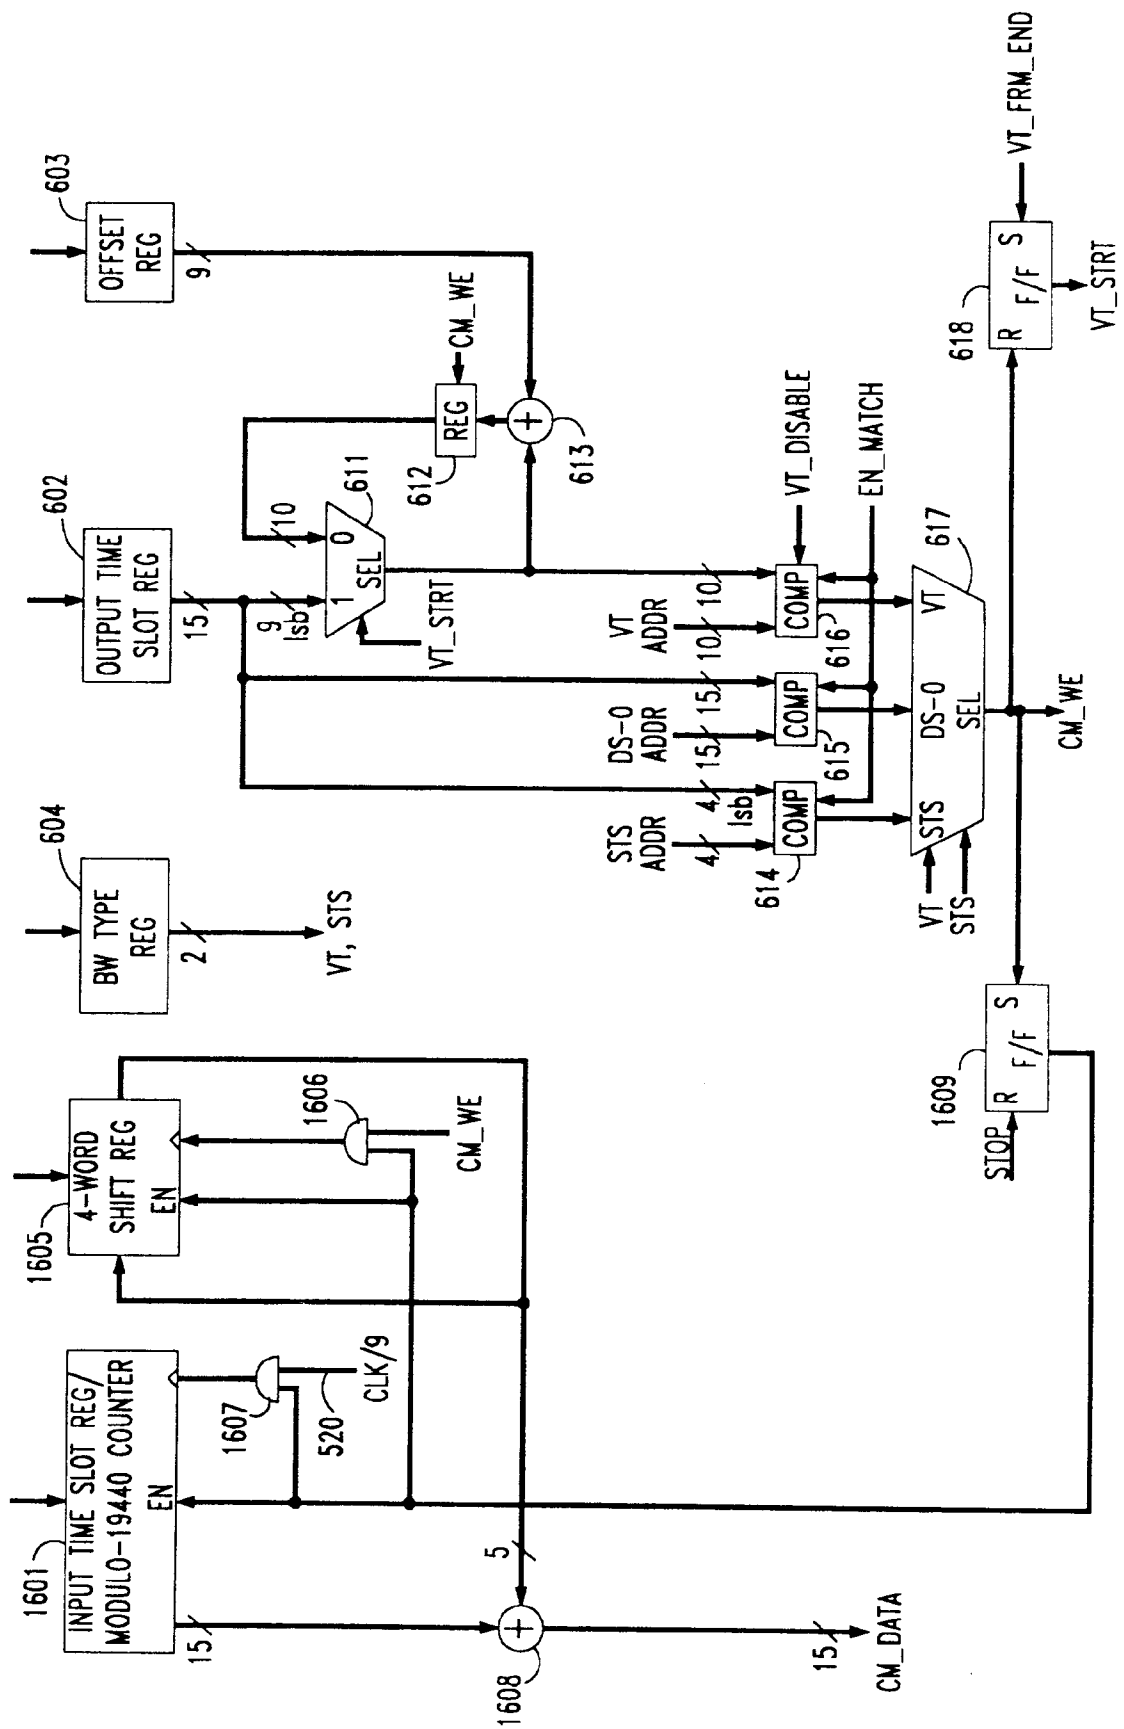 1601
INPUT TIME SLOT REG/
MODULO-19440 COUNTER
EN
15
1607
520
CLK/9
1605
4-WORD
SHIFT REG
EN
1606
CM_WE
5
1608
15
CM_DATA
604
BW TYPE
REG
2
VT, STS
602
OUTPUT TIME
SLOT REG
15
9
lsb
10
1
0
SEL
611
VT_STRT
603
OFFSET
REG
9
612
REG
CM_WE
613
STS
ADDR
4
4
lsb
COMP
614
DS-0
ADDR
15
15
COMP
615
VT
ADDR
10
10
COMP
616
VT_DISABLE
EN_MATCH
STS
DS-0
VT
SEL
617
VT
STS
CM_WE
1609
R
S
F/F
STOP
618
R
S
F/F
VT_FRM_END
VT_STRT